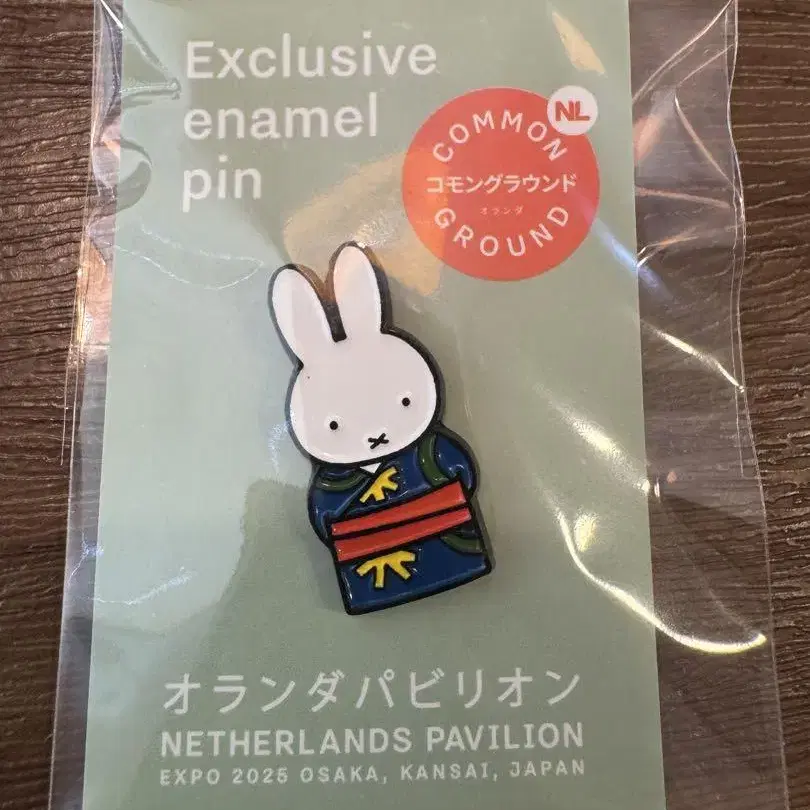 Exclusive
enamel
pin
NL
COMMON
コモングラウンド
オランダ
GROUND
オランダパビリオン
NETHERLANDS PAVILION
EXPO 2025 OSAKA, KANSAI, JAPAN